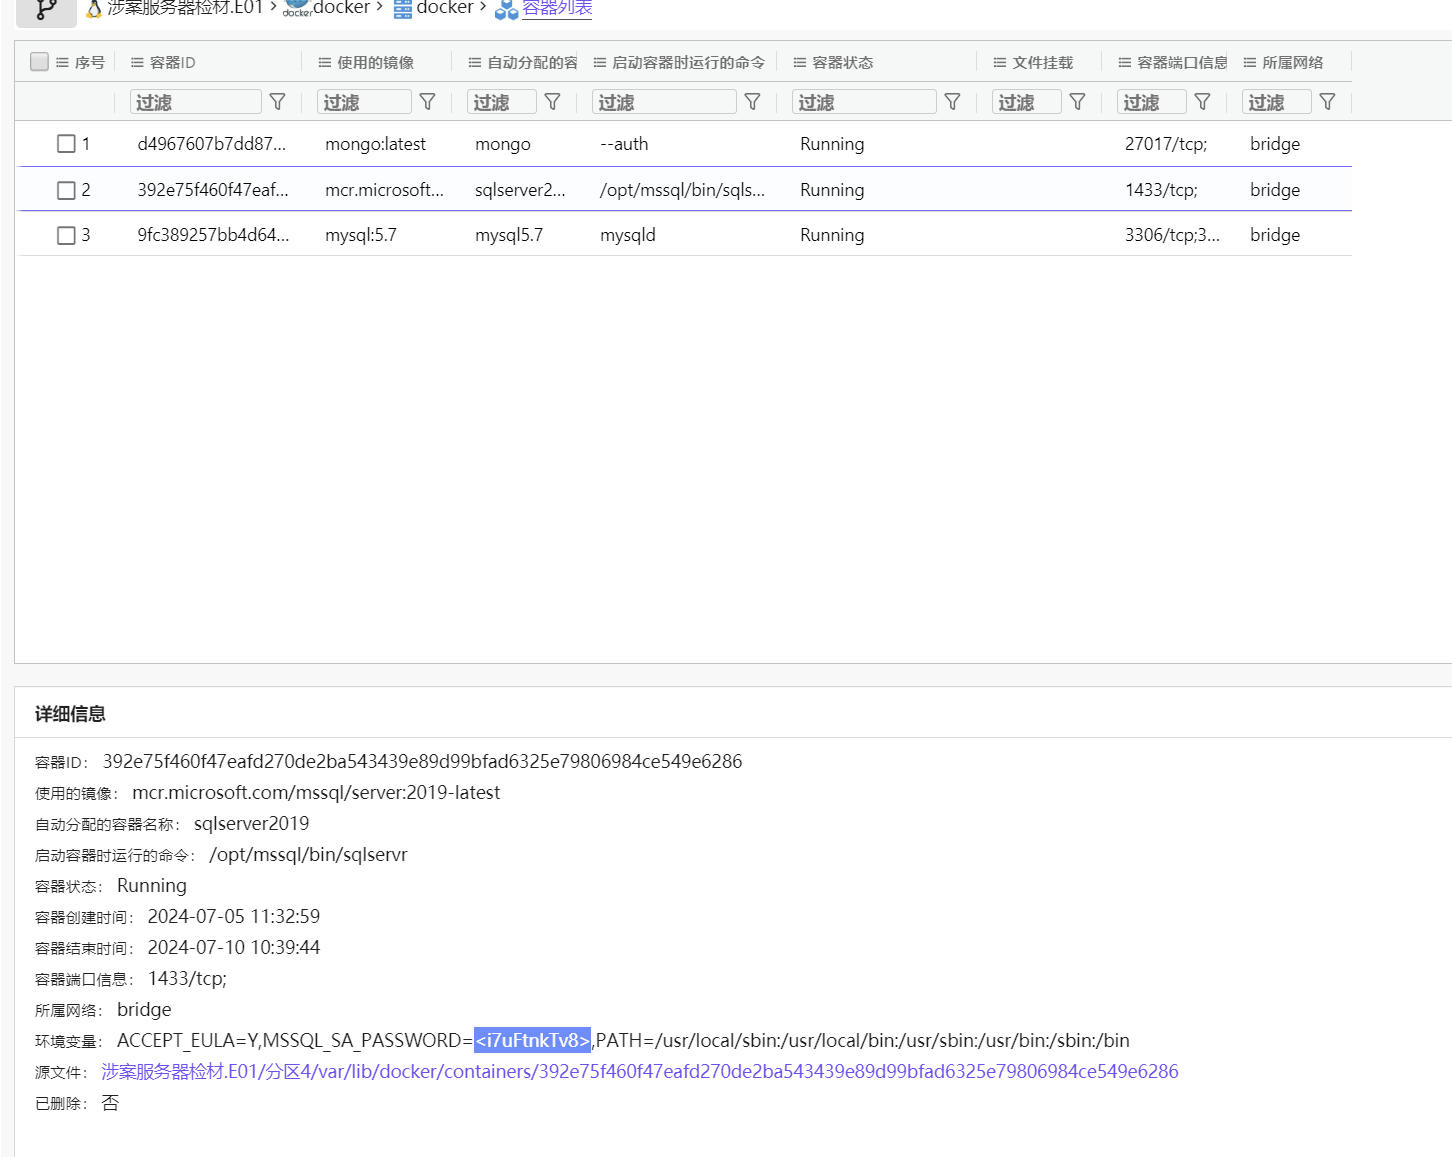 涉案服务器检材.E01 > docker docker > docker > 容器列表
序号 容器ID 使用的镜像 自动分配的容 启动容器时运行的命令 容器状态 文件挂载 容器端口信息 所属网络
过滤 过滤 过滤 过滤 过滤 过滤 过滤 过滤
1 d4967607b7dd87... mongo:latest mongo --auth Running 27017/tcp; bridge
2 392e75f460f47eaf... mcr.microsoft... sqlserver2... /opt/mssql/bin/sqls... Running 1433/tcp; bridge
3 9fc389257bb4d64... mysql:5.7 mysql5.7 mysqld Running 3306/tcp;3... bridge
详细信息
容器ID： 392e75f460f47eafd270de2ba543439e89d99bfad6325e79806984ce549e6286
使用的镜像： mcr.microsoft.com/mssql/server:2019-latest
自动分配的容器名称： sqlserver2019
启动容器时运行的命令： /opt/mssql/bin/sqlservr
容器状态： Running
容器创建时间： 2024-07-05 11:32:59
容器结束时间： 2024-07-10 10:39:44
容器端口信息： 1433/tcp;
所属网络： bridge
环境变量： ACCEPT_EULA=Y,MSSQL_SA_PASSWORD=<i7uFtnkTv8>,PATH=/usr/local/sbin:/usr/local/bin:/usr/sbin:/usr/bin:/sbin:/bin
源文件： 涉案服务器检材.E01/分区4/var/lib/docker/containers/392e75f460f47eafd270de2ba543439e89d99bfad6325e79806984ce549e6286
已删除： 否